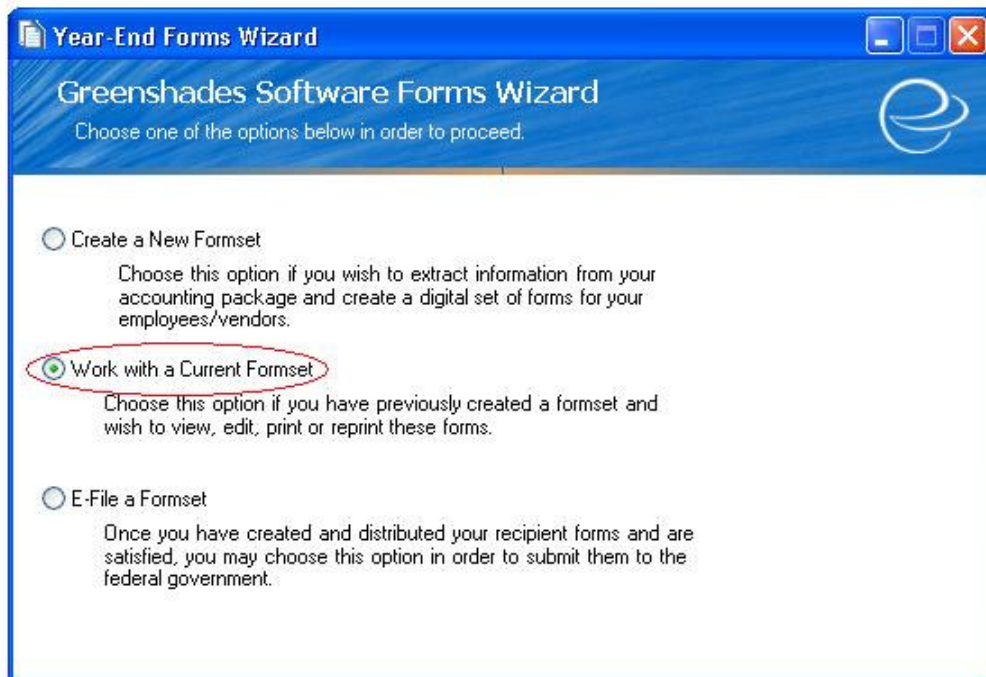 Year-End Forms Wizard
Greenshades Software Forms Wizard
Choose one of the options below in order to proceed.
Create a New Formset
Choose this option if you wish to extract information from your
accounting package and create a digital set of forms for your
employees/vendors.
Work with a Current Formset
Choose this option if you have previously created a formset and
wish to view, edit, print or reprint these forms.
E-File a Formset
Once you have created and distributed your recipient forms and are
satisfied, you may choose this option in order to submit them to the
federal government.